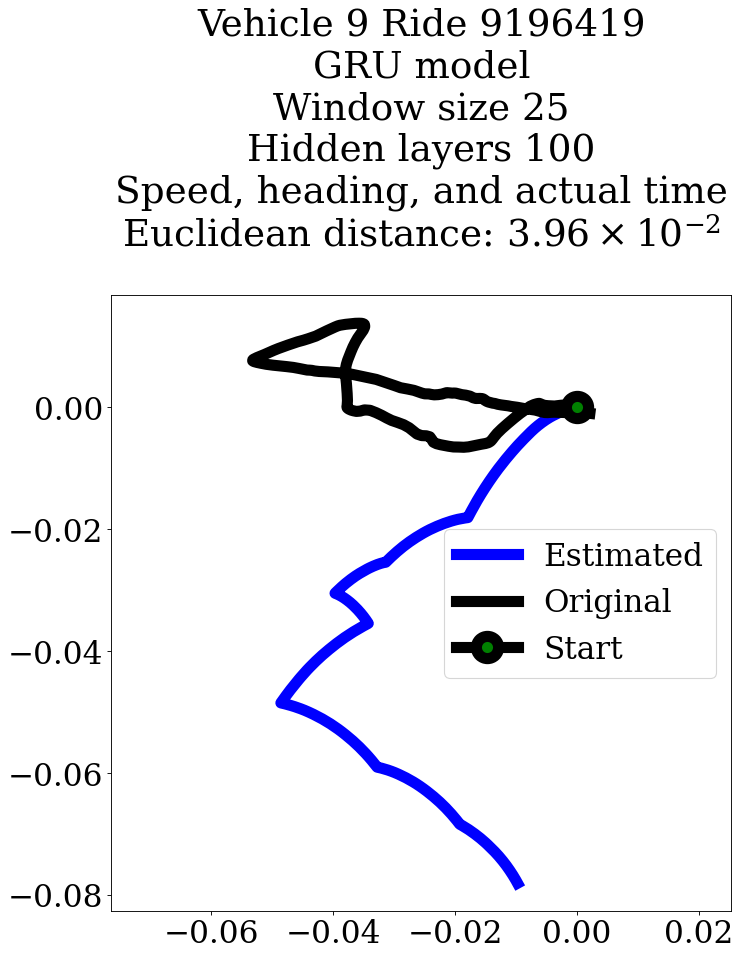 Vehicle 9 Ride 9196419
GRU model
Window size 25
Hidden layers 100
Speed, heading, and actual time
Euclidean distance: 3.96 × 10⁻²
0.00
−0.02
−0.04
−0.06
−0.08
Estimated
Original
Start
−0.06 −0.04 −0.02 0.00 0.02